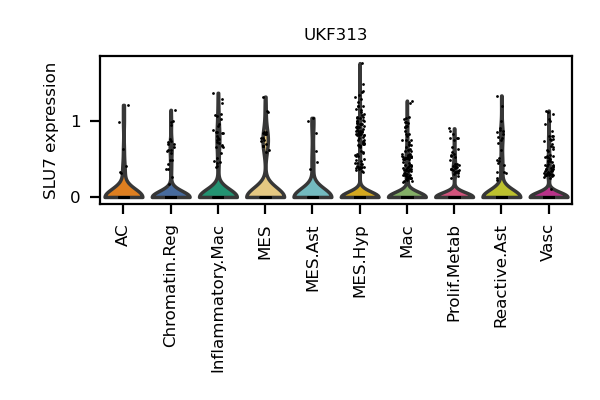 UKF313
SLU7 expression
1
0
AC
Chromatin.Reg
Inflammatory.Mac
MES
MES.Ast
MES.Hyp
Mac
Prolif.Metab
Reactive.Ast
Vasc